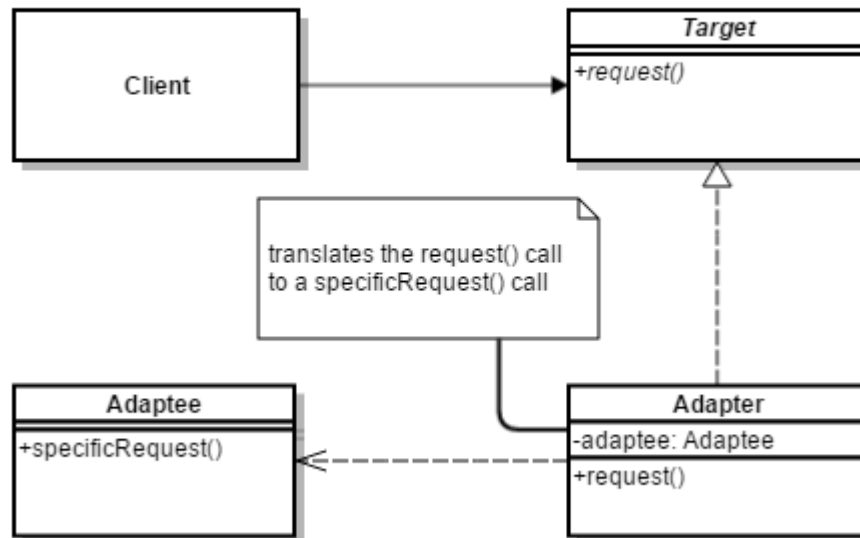 Client
Target
+request()
translates the request() call
to a specificRequest() call
Adaptee
+specificRequest()
Adapter
-adaptee: Adaptee
+request()